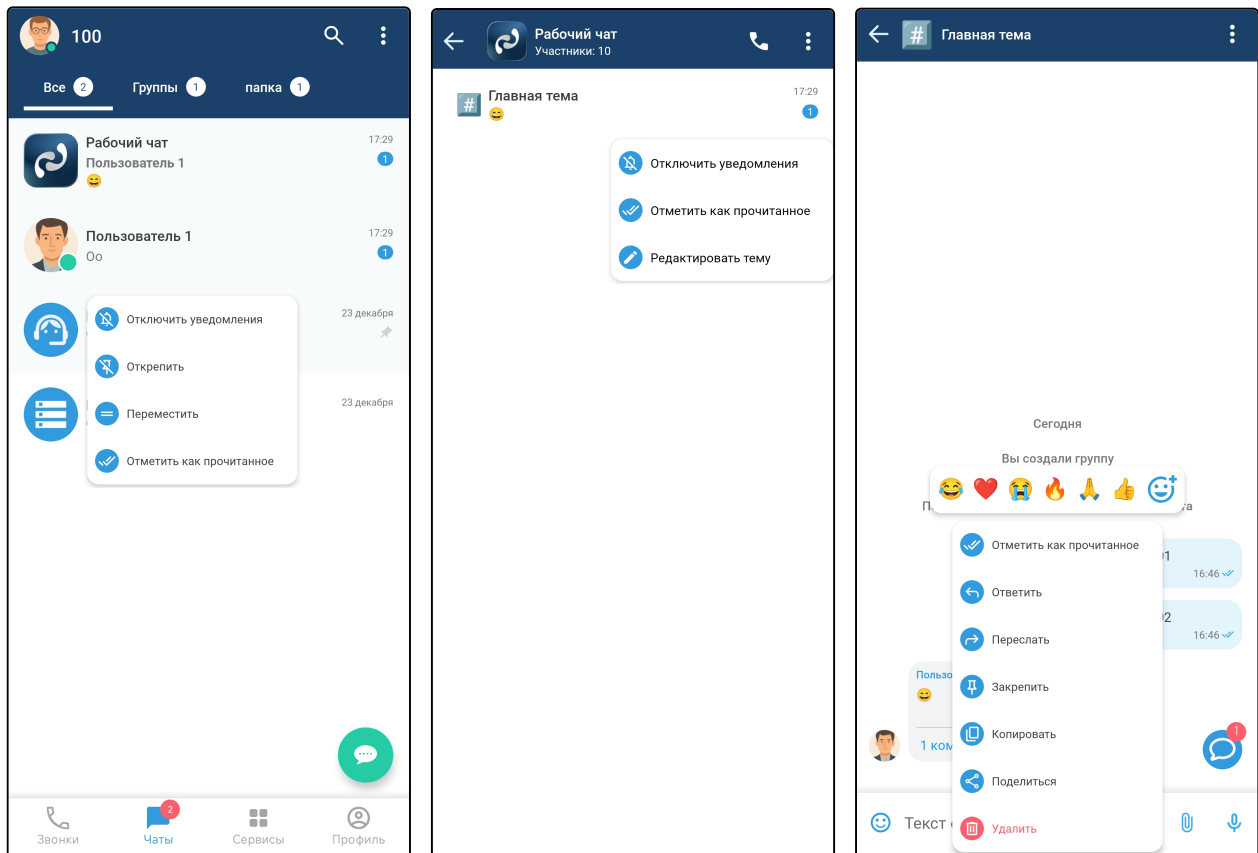 100
Все 2 Группы 1 папка 1
Рабочий чат 17:29
Пользователь 1 1
Пользователь 1 17:29
Оо 1
23 декабря
Отключить уведомления
Открепить
Переместить
Отметить как прочитанное
23 декабря
2
Звонки Чаты Сервисы Профиль
Рабочий чат
Участники: 10
# Главная тема 17:29
1
Отключить уведомления
Отметить как прочитанное
Редактировать тему
# Главная тема
Сегодня
Вы создали группу
Отметить как прочитанное
16:46
Ответить
Переслать
16:46
Закрепить
Копировать
1
Поделиться
Удалить
Текст